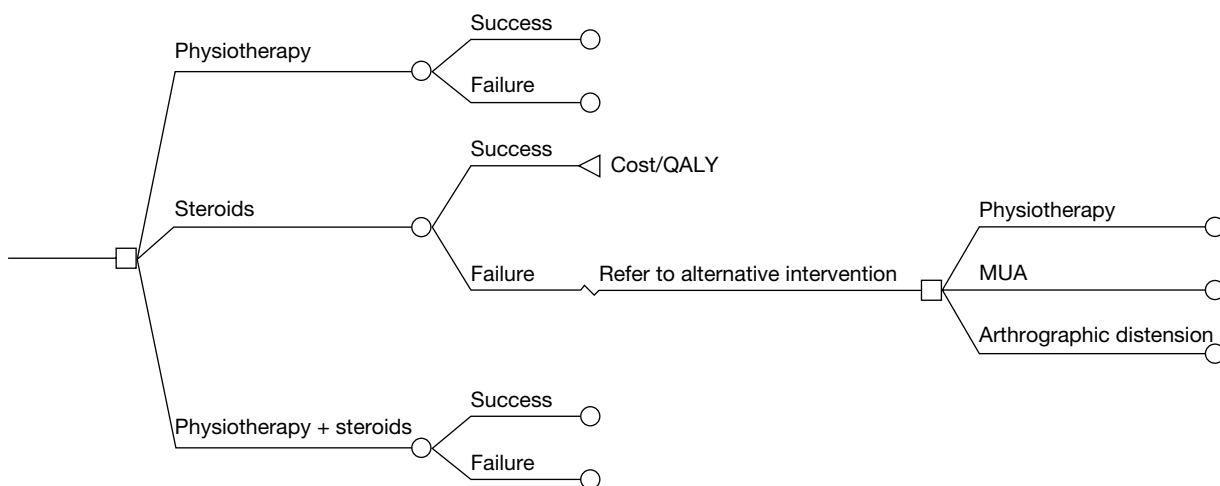 Physiotherapy
Success
Failure
Steroids
Success
Cost/QALY
Failure
Refer to alternative intervention
Physiotherapy
MUA
Arthrographic distension
Physiotherapy + steroids
Success
Failure